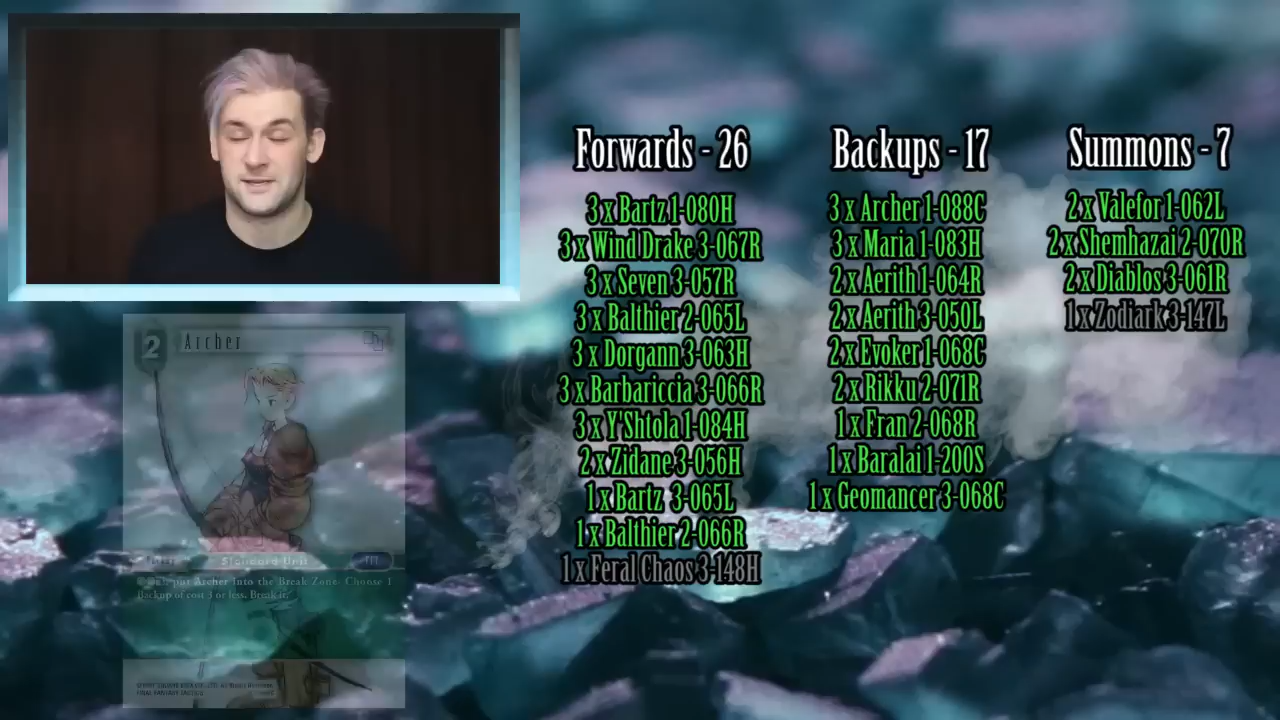 Forwards - 26
3 x Bartz 1-080H
3 x Wind Drake 3-067R
3 x Seven 3-057R
3 x Balthier 2-065L
3 x Dorgann 3-063H
3 x Barbariccia 3-066R
3 x Y'Shtola 1-084H
2 x Zidane 3-056H
1 x Bartz 3-065L
1 x Balthier 2-066R
1 x Feral Chaos 3-148H
Backups - 17
3 x Archer 1-088C
3 x Maria 1-083H
2 x Aerith 1-064R
2 x Aerith 3-050L
2 x Evoker 1-068C
2 x Rikku 2-071R
1 x Fran 2-068R
1 x Baralai 1-200S
1 x Geomancer 3-068C
Summons - 7
2 x Valefor 1-062L
2 x Shemhazai 2-070R
2 x Diablos 3-061R
1 x Zodiark 3-147L
2
Archer
Standard Unit
put Archer into the Break Zone: Choose 1
Backup of cost 3 or less. Break it.
FINAL FANTASY TACTICS